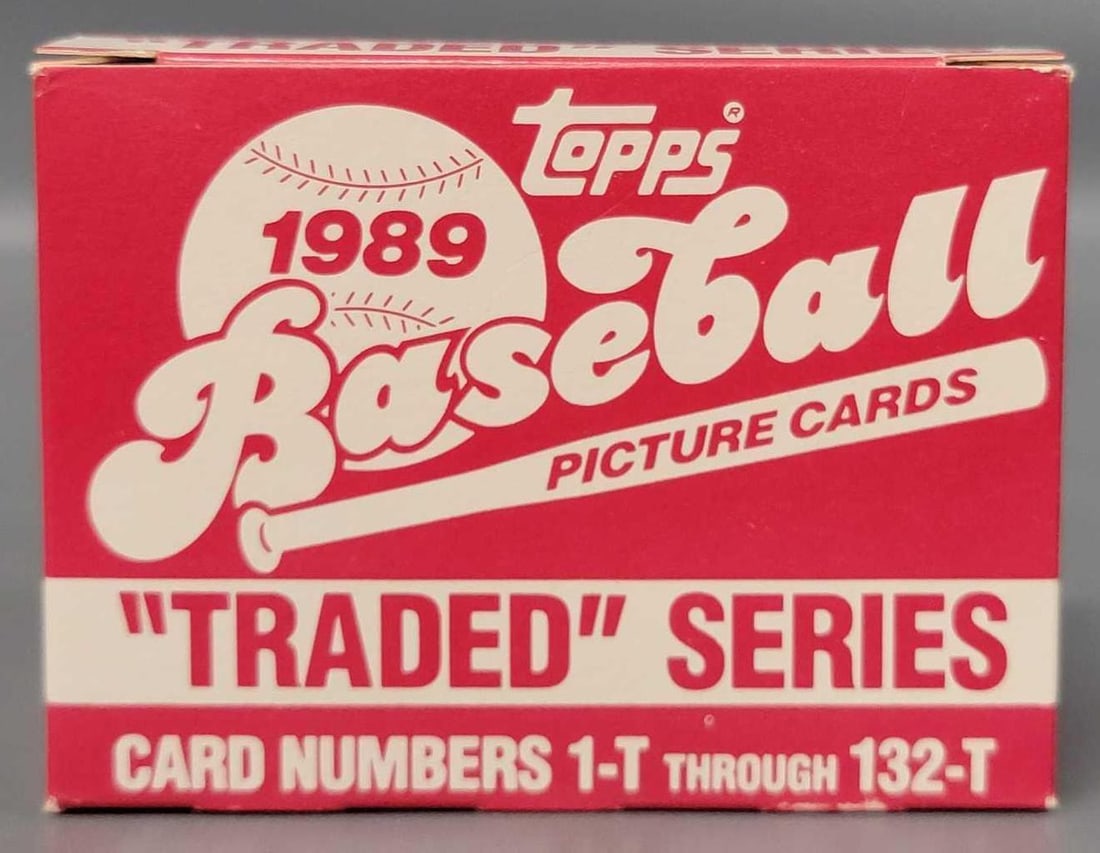 "TRADED" SERIES
TOPPS®
1989
Baseball
PICTURE CARDS
"TRADED" SERIES
CARD NUMBERS 1-T THROUGH 132-T